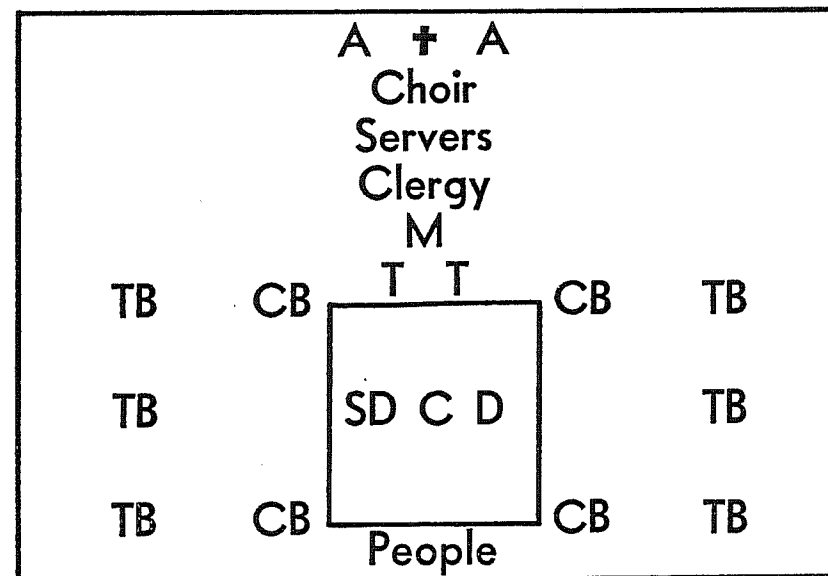 A ✝ A
Choir
Servers
Clergy
M
T T
TB CB CB TB
TB SD C D TB
TB CB CB TB
People